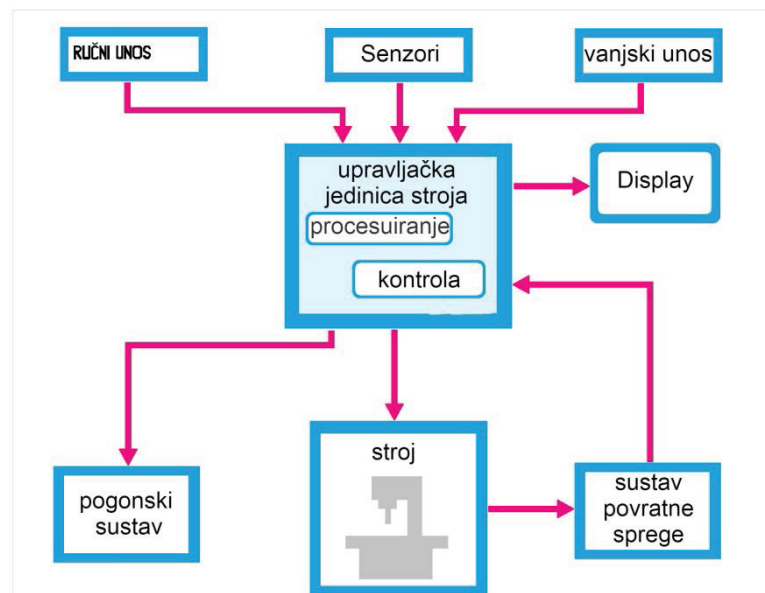 RUČNI UNOS
Senzori
vanjski unos
upravljačka
jedinica stroja
procesuiranje
kontrola
Display
pogonski
sustav
stroj
sustav
povratne
sprege